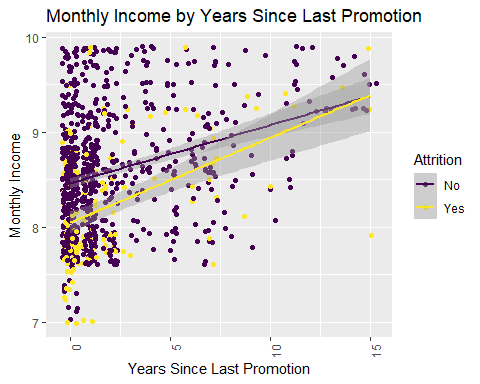 Monthly Income by Years Since Last Promotion
10
9
8
7
Monthly Income
0
5
10
15
Years Since Last Promotion
Attrition
No
Yes